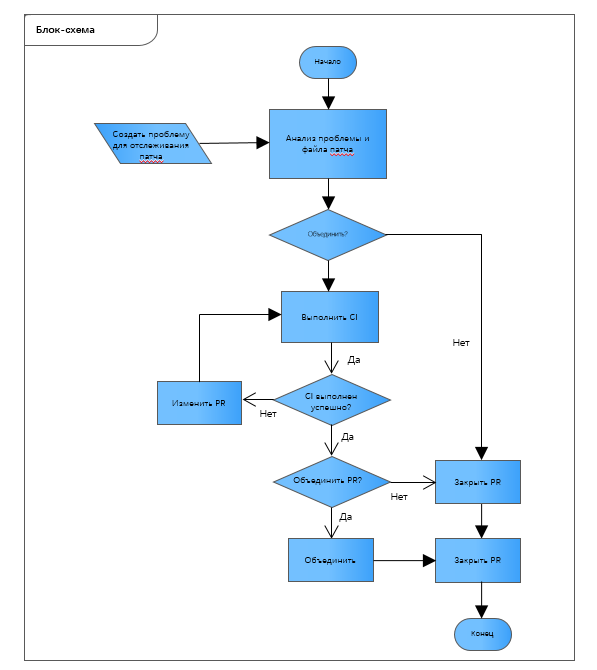 Блок-схема
Начало
Создать проблему
для отслеживания
патча
Анализ проблемы и
файла патча
Объединить?
Выполнить CI
Нет
Да
Изменить PR
Нет
CI выполнен
успешно?
Да
Объединить PR?
Нет
Закрыть PR
Да
Объединить
Закрыть PR
Конец